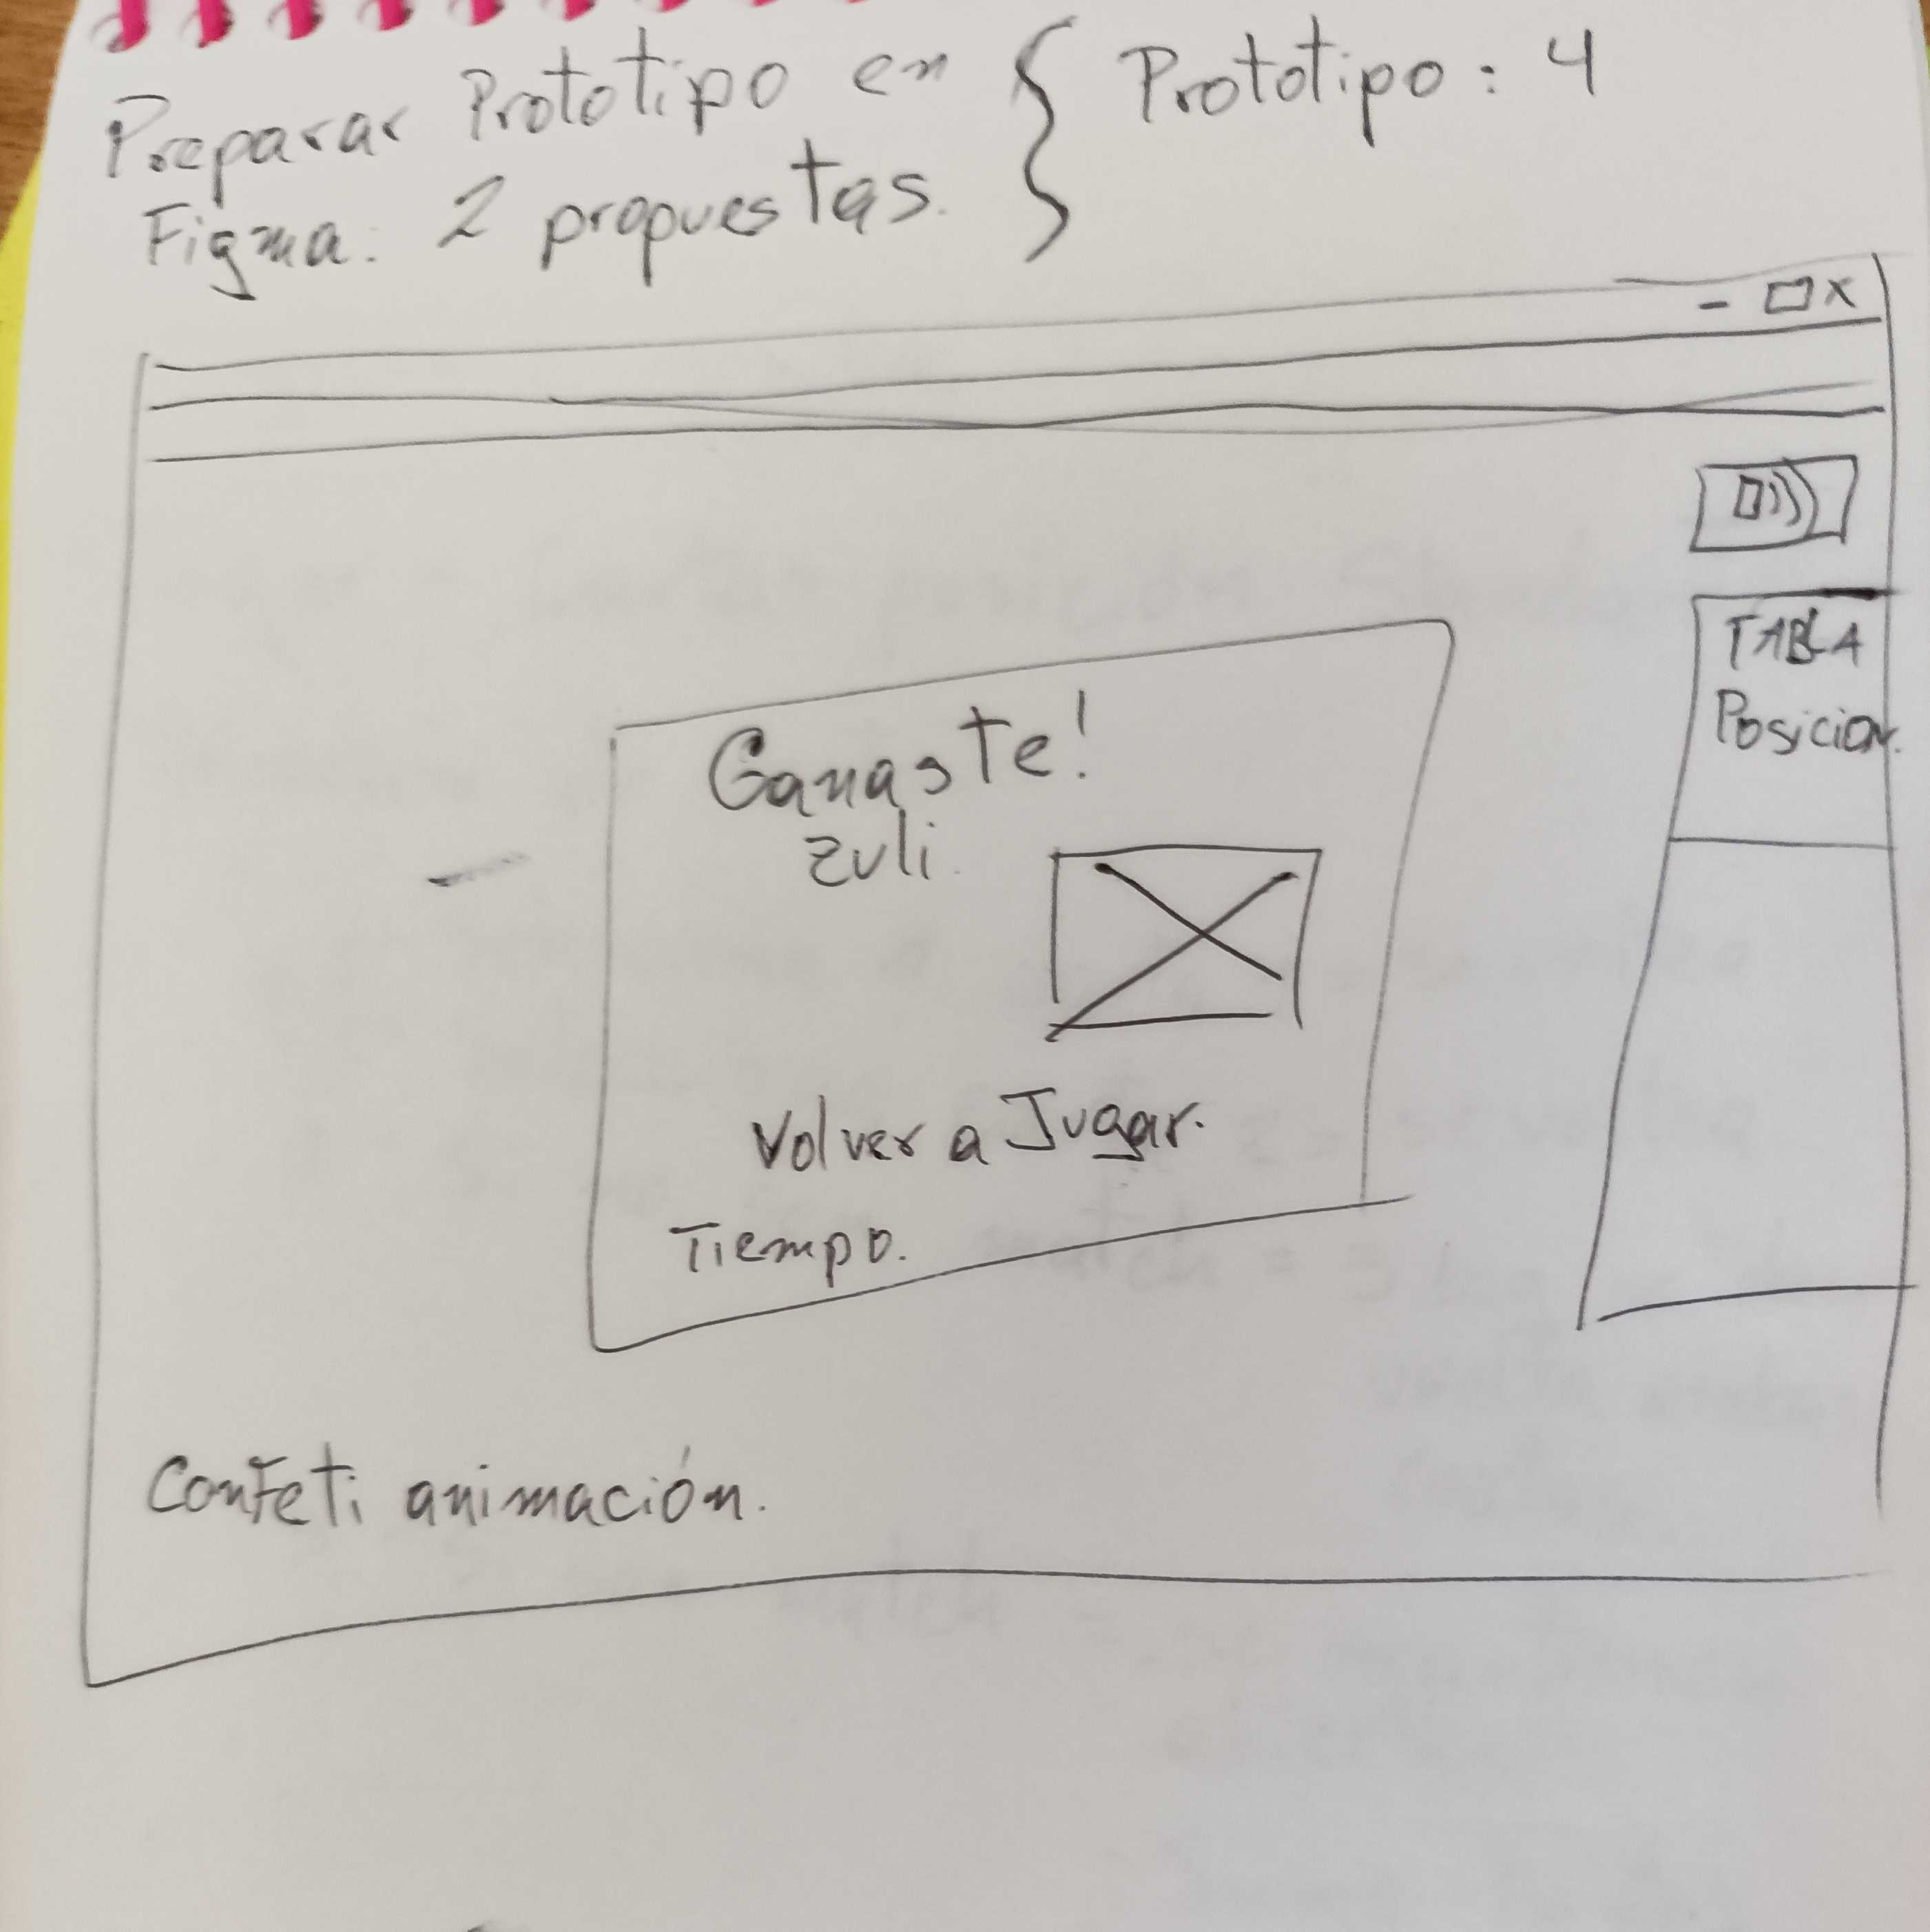 Preparar Prototipo en
Figma: 2 propuestas.
Prototipo: 4
- □ X
TABLA
Posicion.
Ganaste!
Zuli.
Volver a Jugar.
Tiempo.
Confeti animación.